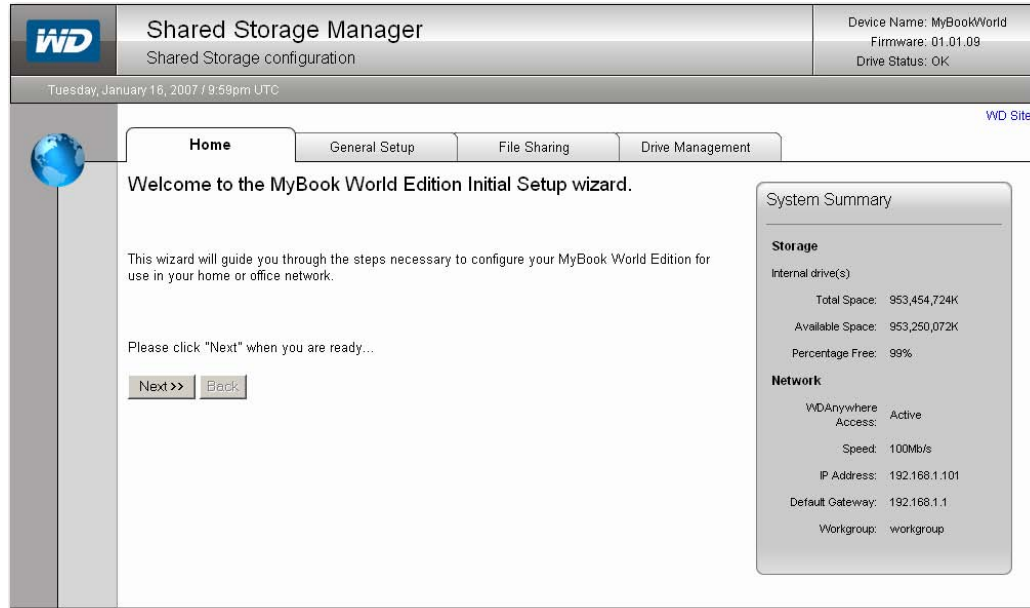 WD
Shared Storage Manager
Shared Storage configuration
Device Name: MyBookWorld
Firmware: 01.01.09
Drive Status: OK
Tuesday, January 16, 2007 / 9:59pm UTC
WD Site
Home
General Setup
File Sharing
Drive Management
Welcome to the MyBook World Edition Initial Setup wizard.
This wizard will guide you through the steps necessary to configure your MyBook World Edition for
use in your home or office network.
Please click "Next" when you are ready...
Next >>
Back
System Summary
Storage
Internal drive(s)
Total Space: 953,454,724K
Available Space: 953,250,072K
Percentage Free: 99%
Network
WDAnywhere
Access: Active
Speed: 100Mb/s
IP Address: 192.168.1.101
Default Gateway: 192.168.1.1
Workgroup: workgroup